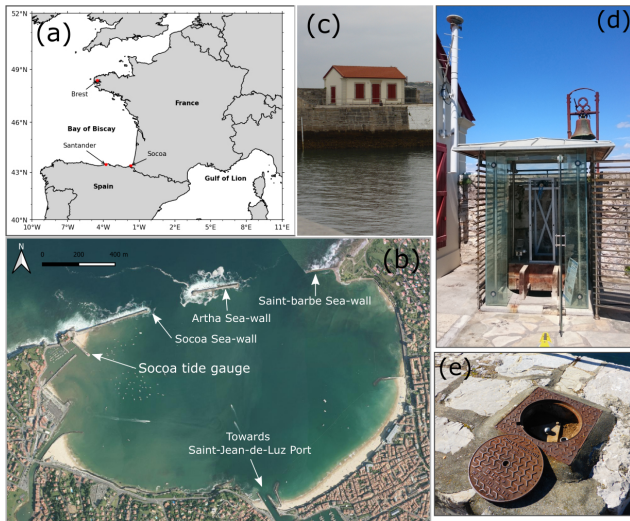 (a)
52°N
49°N
46°N
43°N
40°N
10°W
7°W
4°W
1°W
2°E
5°E
8°E
11°E
Brest
France
Bay of Biscay
Santander
Socoa
Gulf of Lion
Spain
(c)
(d)
(b)
N
0 200 400 m
Saint-barbe Sea-wall
Artha Sea-wall
Socoa Sea-wall
Socoa tide gauge
Towards
Saint-Jean-de-Luz Port
(e)